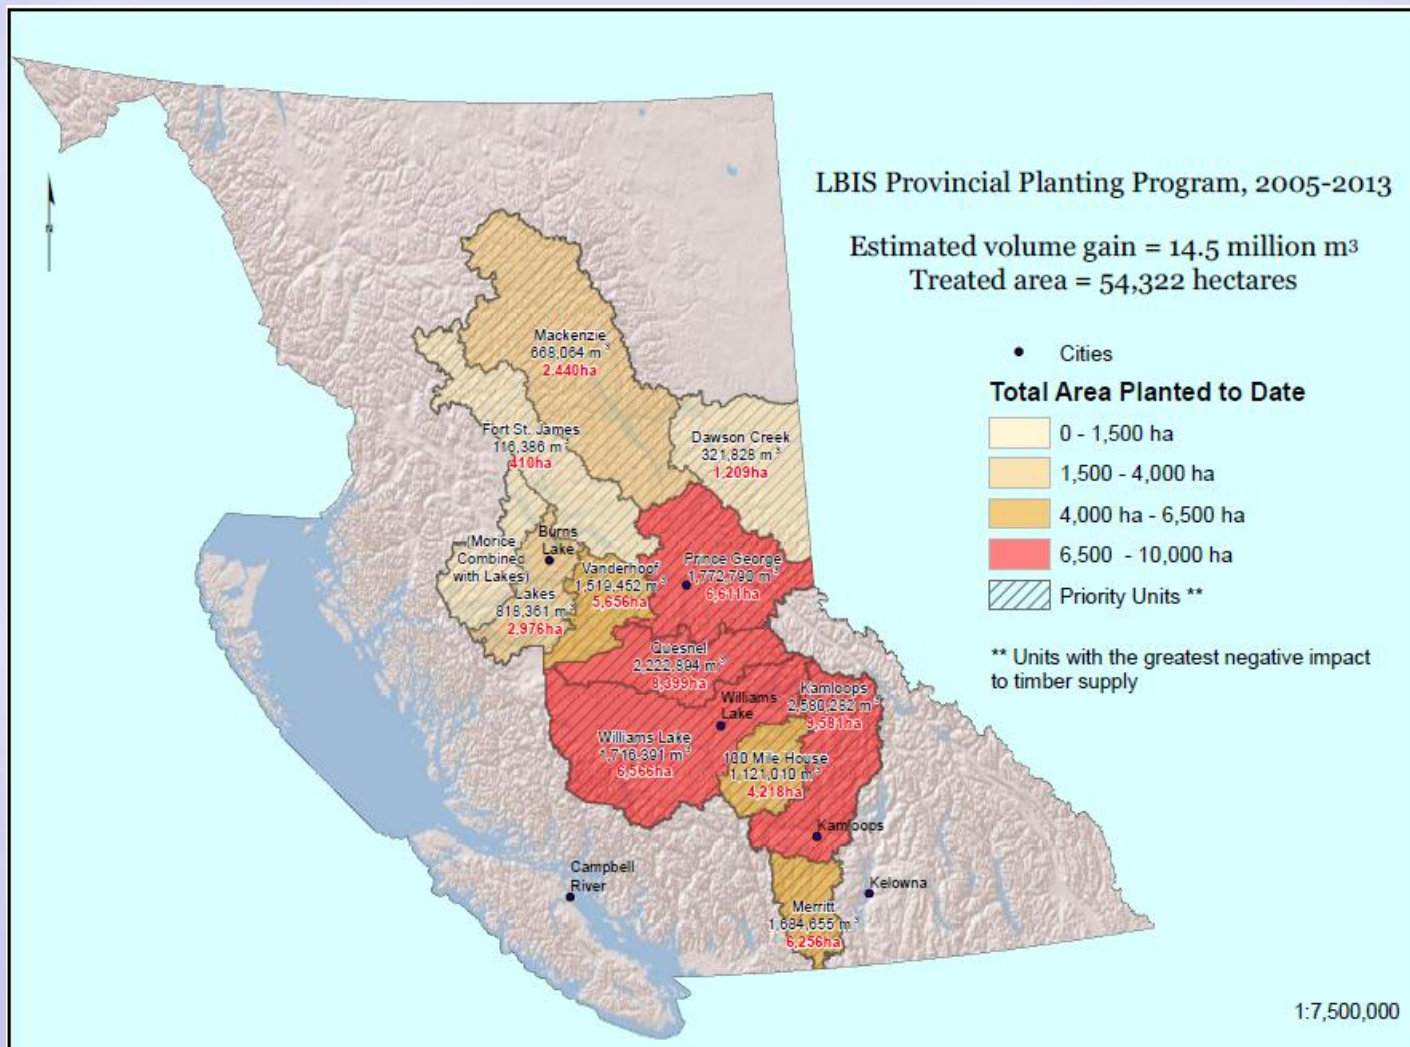 LBIS Provincial Planting Program, 2005-2013
Estimated volume gain = 14.5 million m³
Treated area = 54,322 hectares
Cities
Total Area Planted to Date
0 - 1,500 ha
1,500 - 4,000 ha
4,000 ha - 6,500 ha
6,500 - 10,000 ha
Priority Units **
** Units with the greatest negative impact
to timber supply
N
Mackenzie
668,064 m³
2,440ha
Fort St. James
116,386 m³
410ha
Dawson Creek
321,828 m³
1,209ha
Burns
Lake
(Morice
Combined
with Lakes)
Lakes
818,361 m³
2,976ha
Vanderhoof
1,519,452 m³
5,656ha
Prince George
1,772,790 m³
6,611ha
Quesnel
2,222,894 m³
8,399ha
Williams
Lake
Kamloops
2,580,282 m³
9,581ha
Williams Lake
1,716,391 m³
6,566ha
100 Mile House
1,121,010 m³
4,218ha
Kamloops
Campbell
River
Kelowna
Merritt
1,684,655 m³
6,256ha
1:7,500,000